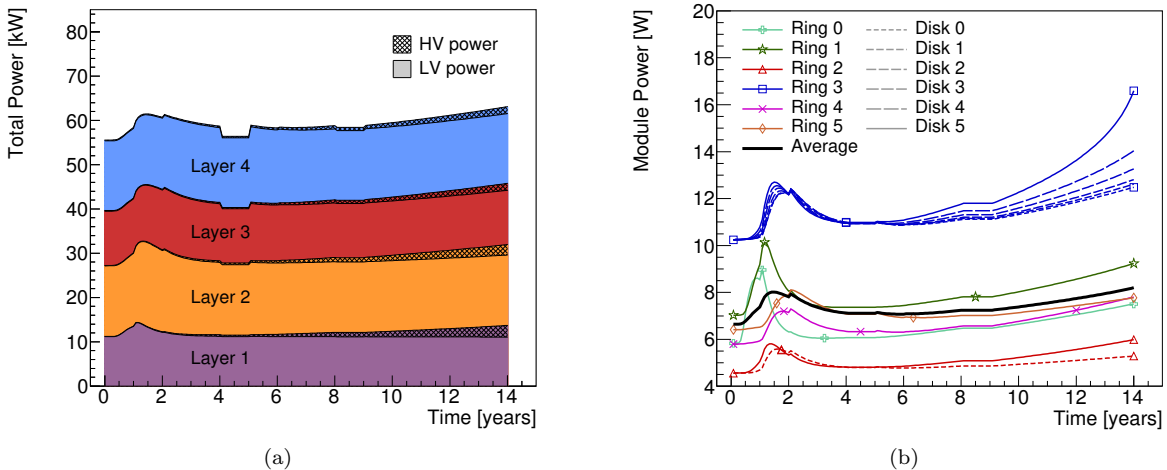 Total Power [kW]
80
70
60
50
40
30
20
10
0
HV power
LV power
Layer 4
Layer 3
Layer 2
Layer 1
0 2 4 6 8 10 12 14
Time [years]
(a)
Module Power [W]
20
18
16
14
12
10
8
6
4
Ring 0 Disk 0
Ring 1 Disk 1
Ring 2 Disk 2
Ring 3 Disk 3
Ring 4 Disk 4
Ring 5 Disk 5
Average
0 2 4 6 8 10 12 14
Time [years]
(b)